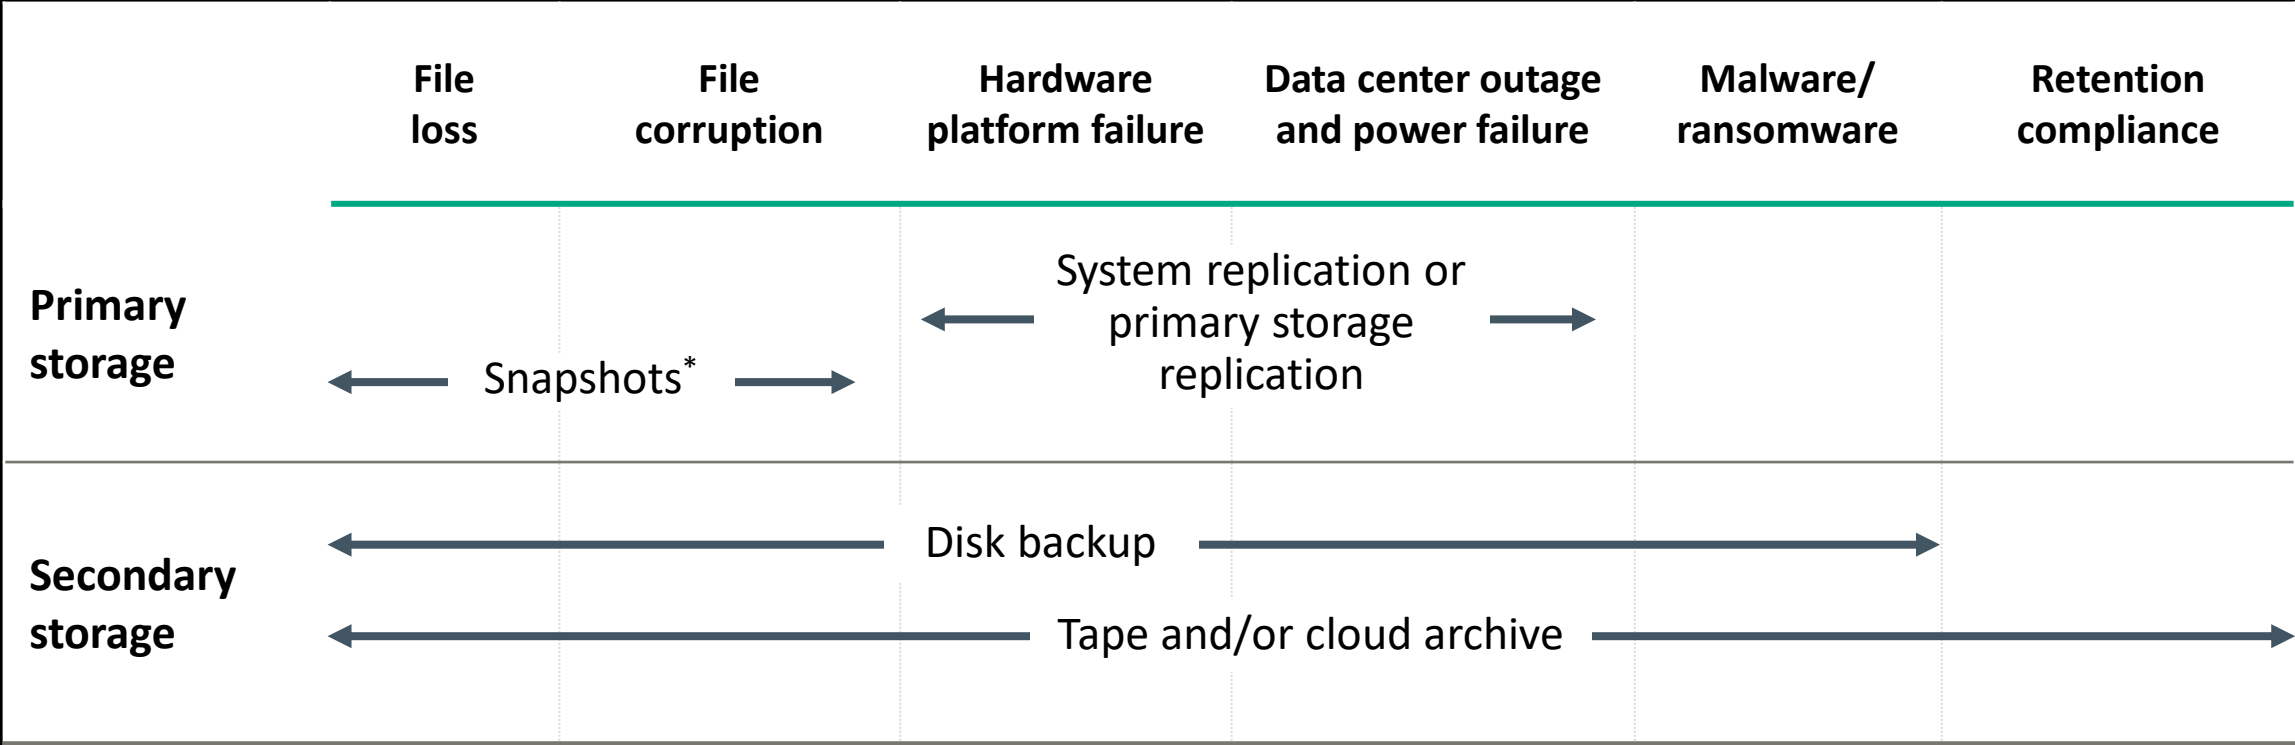 File
loss
File
corruption
Hardware
platform failure
Data center outage
and power failure
Malware/
ransomware
Retention
compliance
Primary
storage
Snapshots*
System replication or
primary storage
replication
Secondary
storage
Disk backup
Tape and/or cloud archive